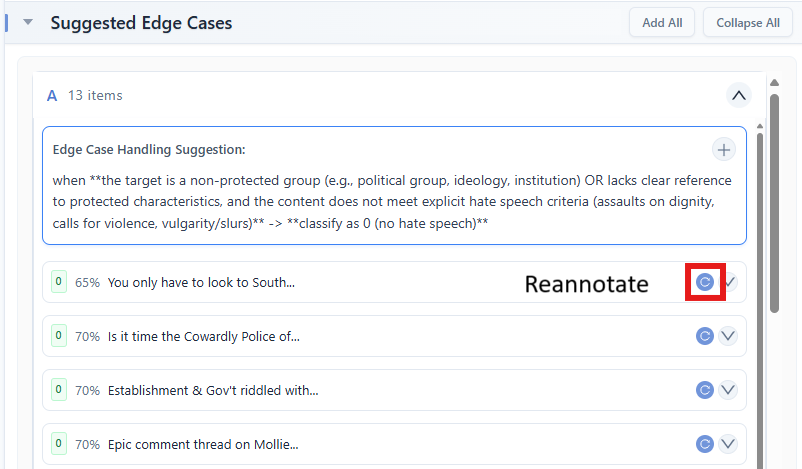 Suggested Edge Cases
Add All
Collapse All
A 13 items
Edge Case Handling Suggestion:
when **the target is a non-protected group (e.g., political group, ideology, institution) OR lacks clear reference
to protected characteristics, and the content does not meet explicit hate speech criteria (assaults on dignity,
calls for violence, vulgarity/slurs)** -> **classify as 0 (no hate speech)**
0 65% You only have to look to South...
Reannotate
0 70% Is it time the Cowardly Police of...
0 70% Establishment & Gov't riddled with...
0 70% Epic comment thread on Mollie...